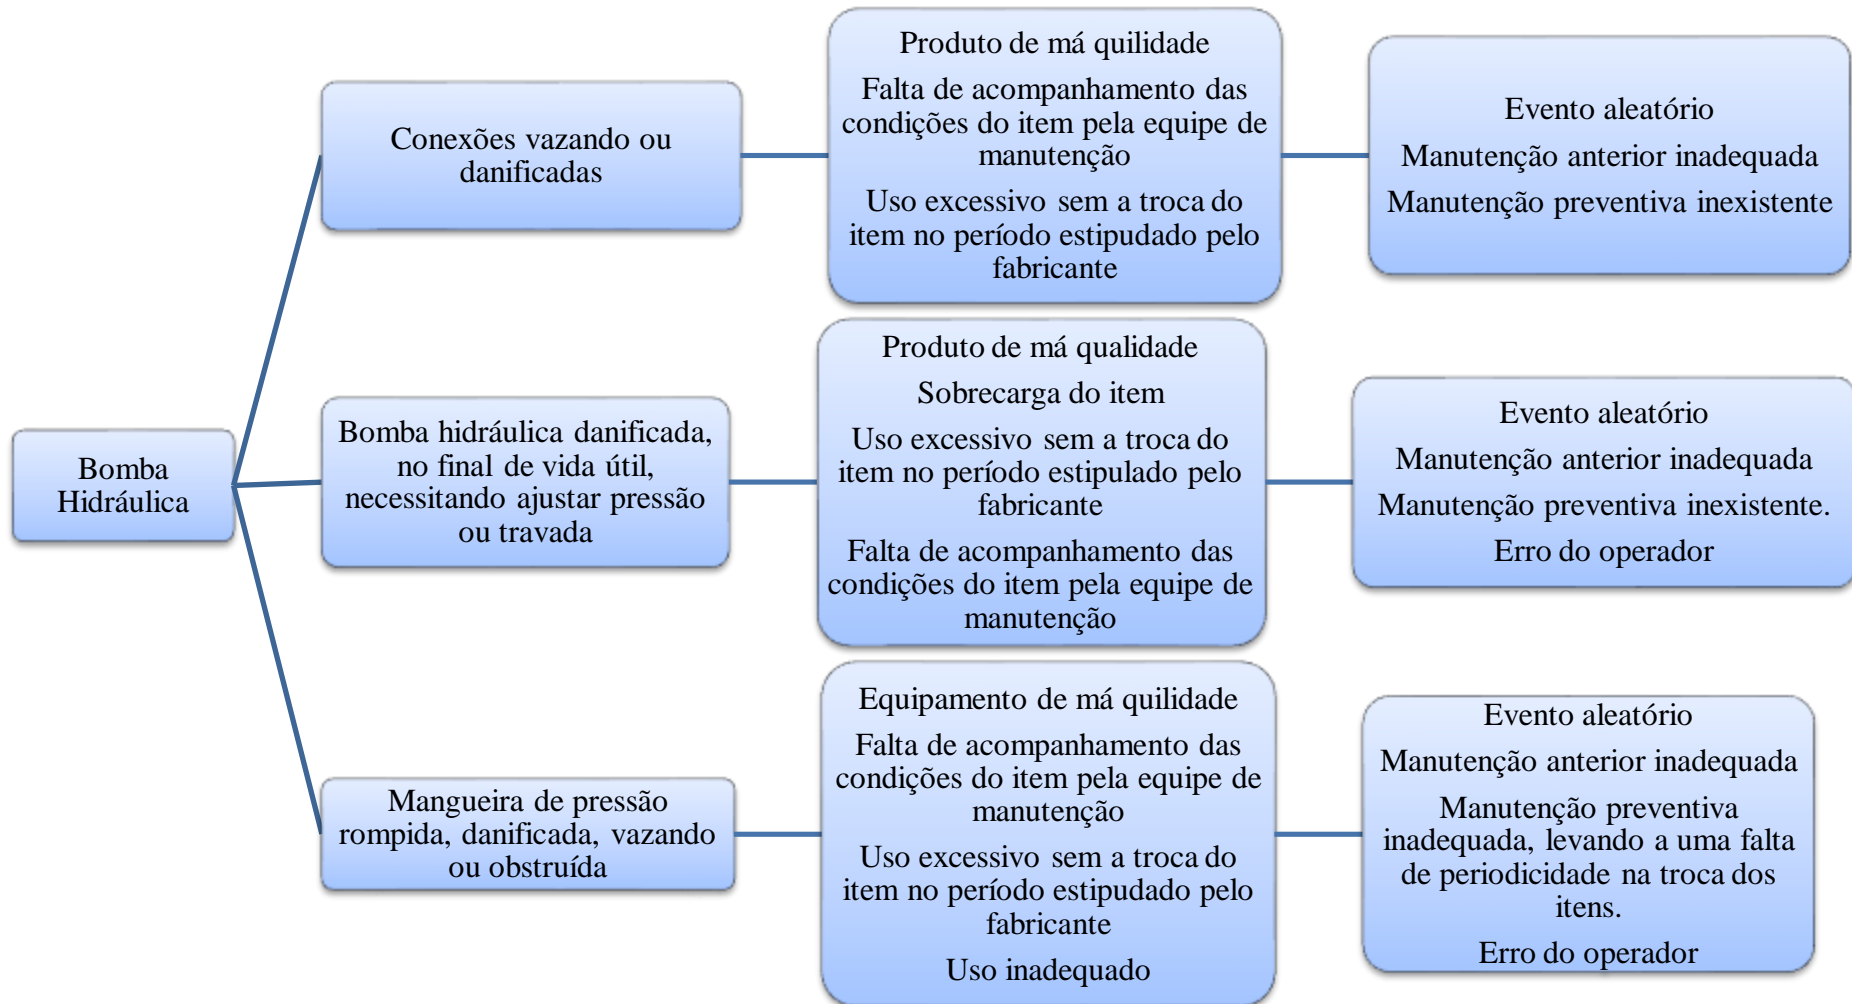 Bomba
Hidráulica
Conexões vazando ou
danificadas
Produto de má quilidade
Falta de acompanhamento das
condições do item pela equipe de
manutenção
Uso excessivo sem a troca do
item no período estipudado pelo
fabricante
Evento aleatório
Manutenção anterior inadequada
Manutenção preventiva inexistente
Bomba hidráulica danificada,
no final de vida útil,
necessitando ajustar pressão
ou travada
Produto de má qualidade
Sobrecarga do item
Uso excessivo sem a troca do
item no período estipulado pelo
fabricante
Falta de acompanhamento das
condições do item pela equipe de
manutenção
Evento aleatório
Manutenção anterior inadequada
Manutenção preventiva inexistente.
Erro do operador
Mangueira de pressão
rompida, danificada, vazando
ou obstruída
Equipamento de má quilidade
Falta de acompanhamento das
condições do item pela equipe de
manutenção
Uso excessivo sem a troca do
item no período estipudado pelo
fabricante
Uso inadequado
Evento aleatório
Manutenção anterior inadequada
Manutenção preventiva
inadequada, levando a uma falta
de periodicidade na troca dos
itens.
Erro do operador